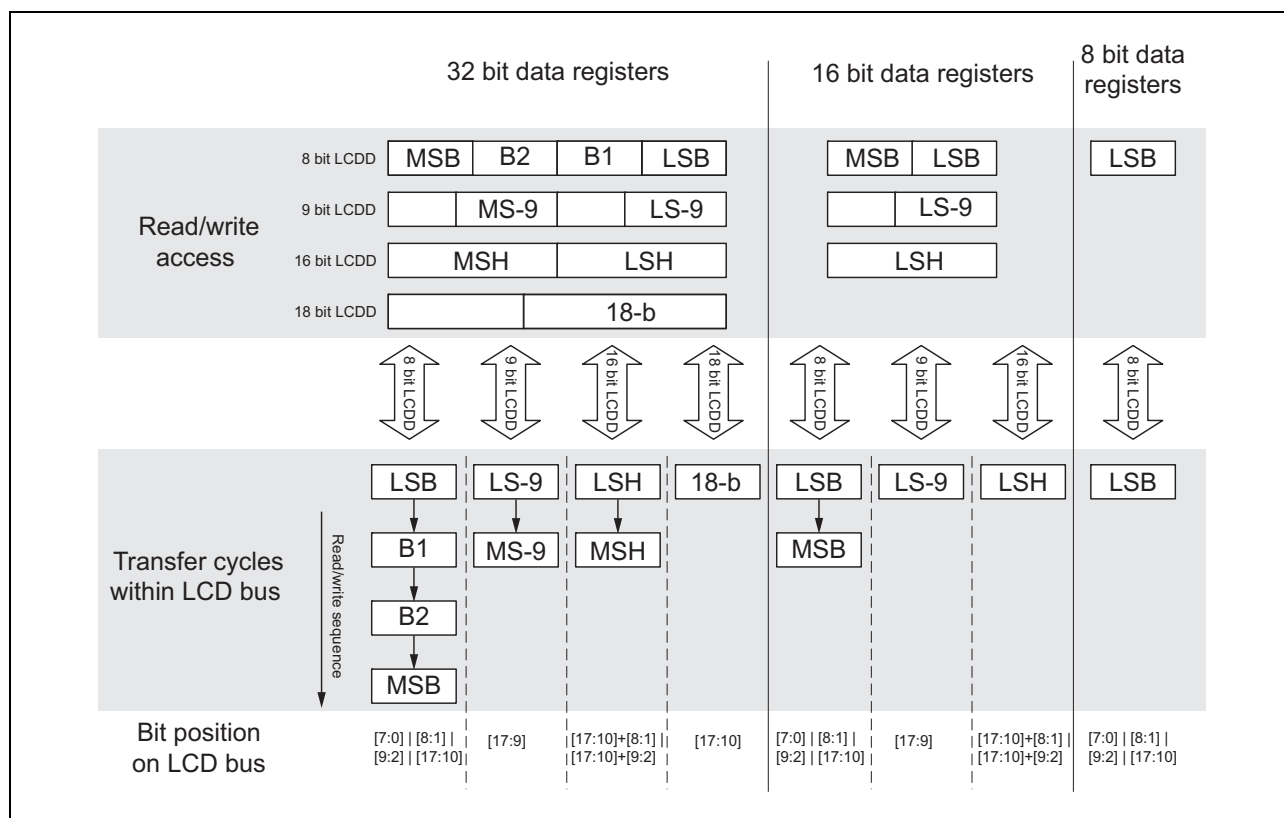 32 bit data registers
16 bit data registers
8 bit data
registers
Read/write
access
8 bit LCDD
MSB B2 B1 LSB
MSB LSB
LSB
9 bit LCDD
MS-9 LS-9
LS-9
16 bit LCDD
MSH LSH
LSH
18 bit LCDD
18-b
8 bit LCDD
9 bit LCDD
16 bit LCDD
18 bit LCDD
8 bit LCDD
9 bit LCDD
16 bit LCDD
8 bit LCDD
Transfer cycles
within LCD bus
Read/write sequence
LSB LS-9 LSH 18-b LSB LS-9 LSH LSB
B1 MS-9 MSH MSB
B2
MSB
Bit position
on LCD bus
[7:0] | [8:1] |
[9:2] | [17:10]
[17:9]
[17:10]+[8:1] |
[17:10]+[9:2]
[17:10]
[7:0] | [8:1] |
[9:2] | [17:10]
[17:9]
[17:10]+[8:1] |
[17:10]+[9:2]
[7:0] | [8:1] |
[9:2] | [17:10]